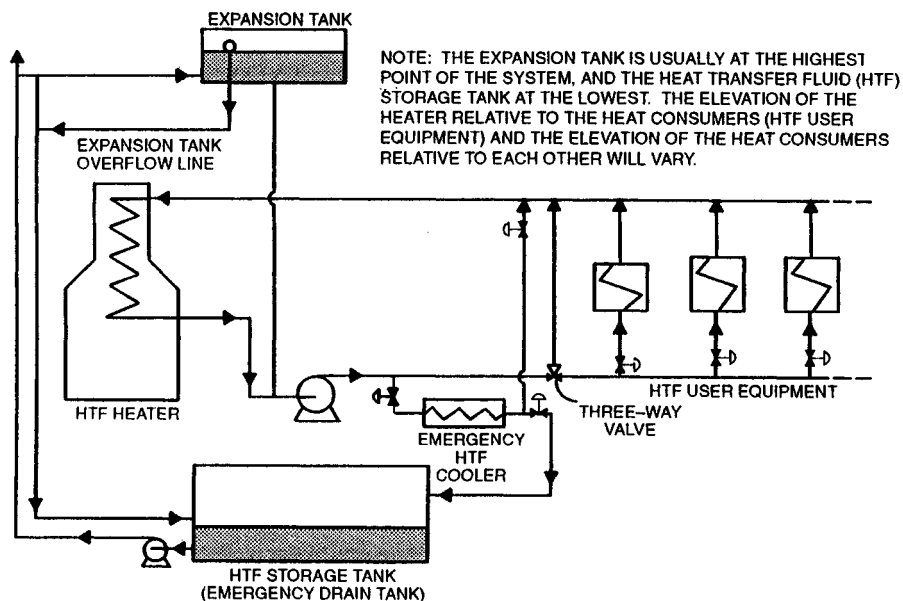 EXPANSION TANK
NOTE: THE EXPANSION TANK IS USUALLY AT THE HIGHEST
POINT OF THE SYSTEM, AND THE HEAT TRANSFER FLUID (HTF)
STORAGE TANK AT THE LOWEST. THE ELEVATION OF THE
HEATER RELATIVE TO THE HEAT CONSUMERS (HTF USER
EQUIPMENT) AND THE ELEVATION OF THE HEAT CONSUMERS
RELATIVE TO EACH OTHER WILL VARY.
EXPANSION TANK
OVERFLOW LINE
HTF HEATER
HTF USER EQUIPMENT
THREE–WAY
VALVE
EMERGENCY
HTF
COOLER
HTF STORAGE TANK
(EMERGENCY DRAIN TANK)